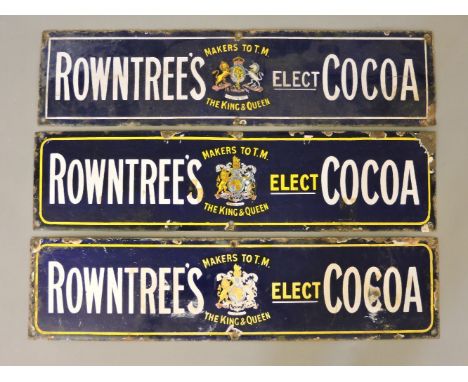 MAKERS TO T.M.
ROWNTREE'S ELECT COCOA
THE KING & QUEEN
MAKERS TO T.M.
ROWNTREE'S ELECT COCOA
THE KING & QUEEN
MAKERS TO T.M.
ROWNTREE'S ELECT COCOA
THE KING & QUEEN